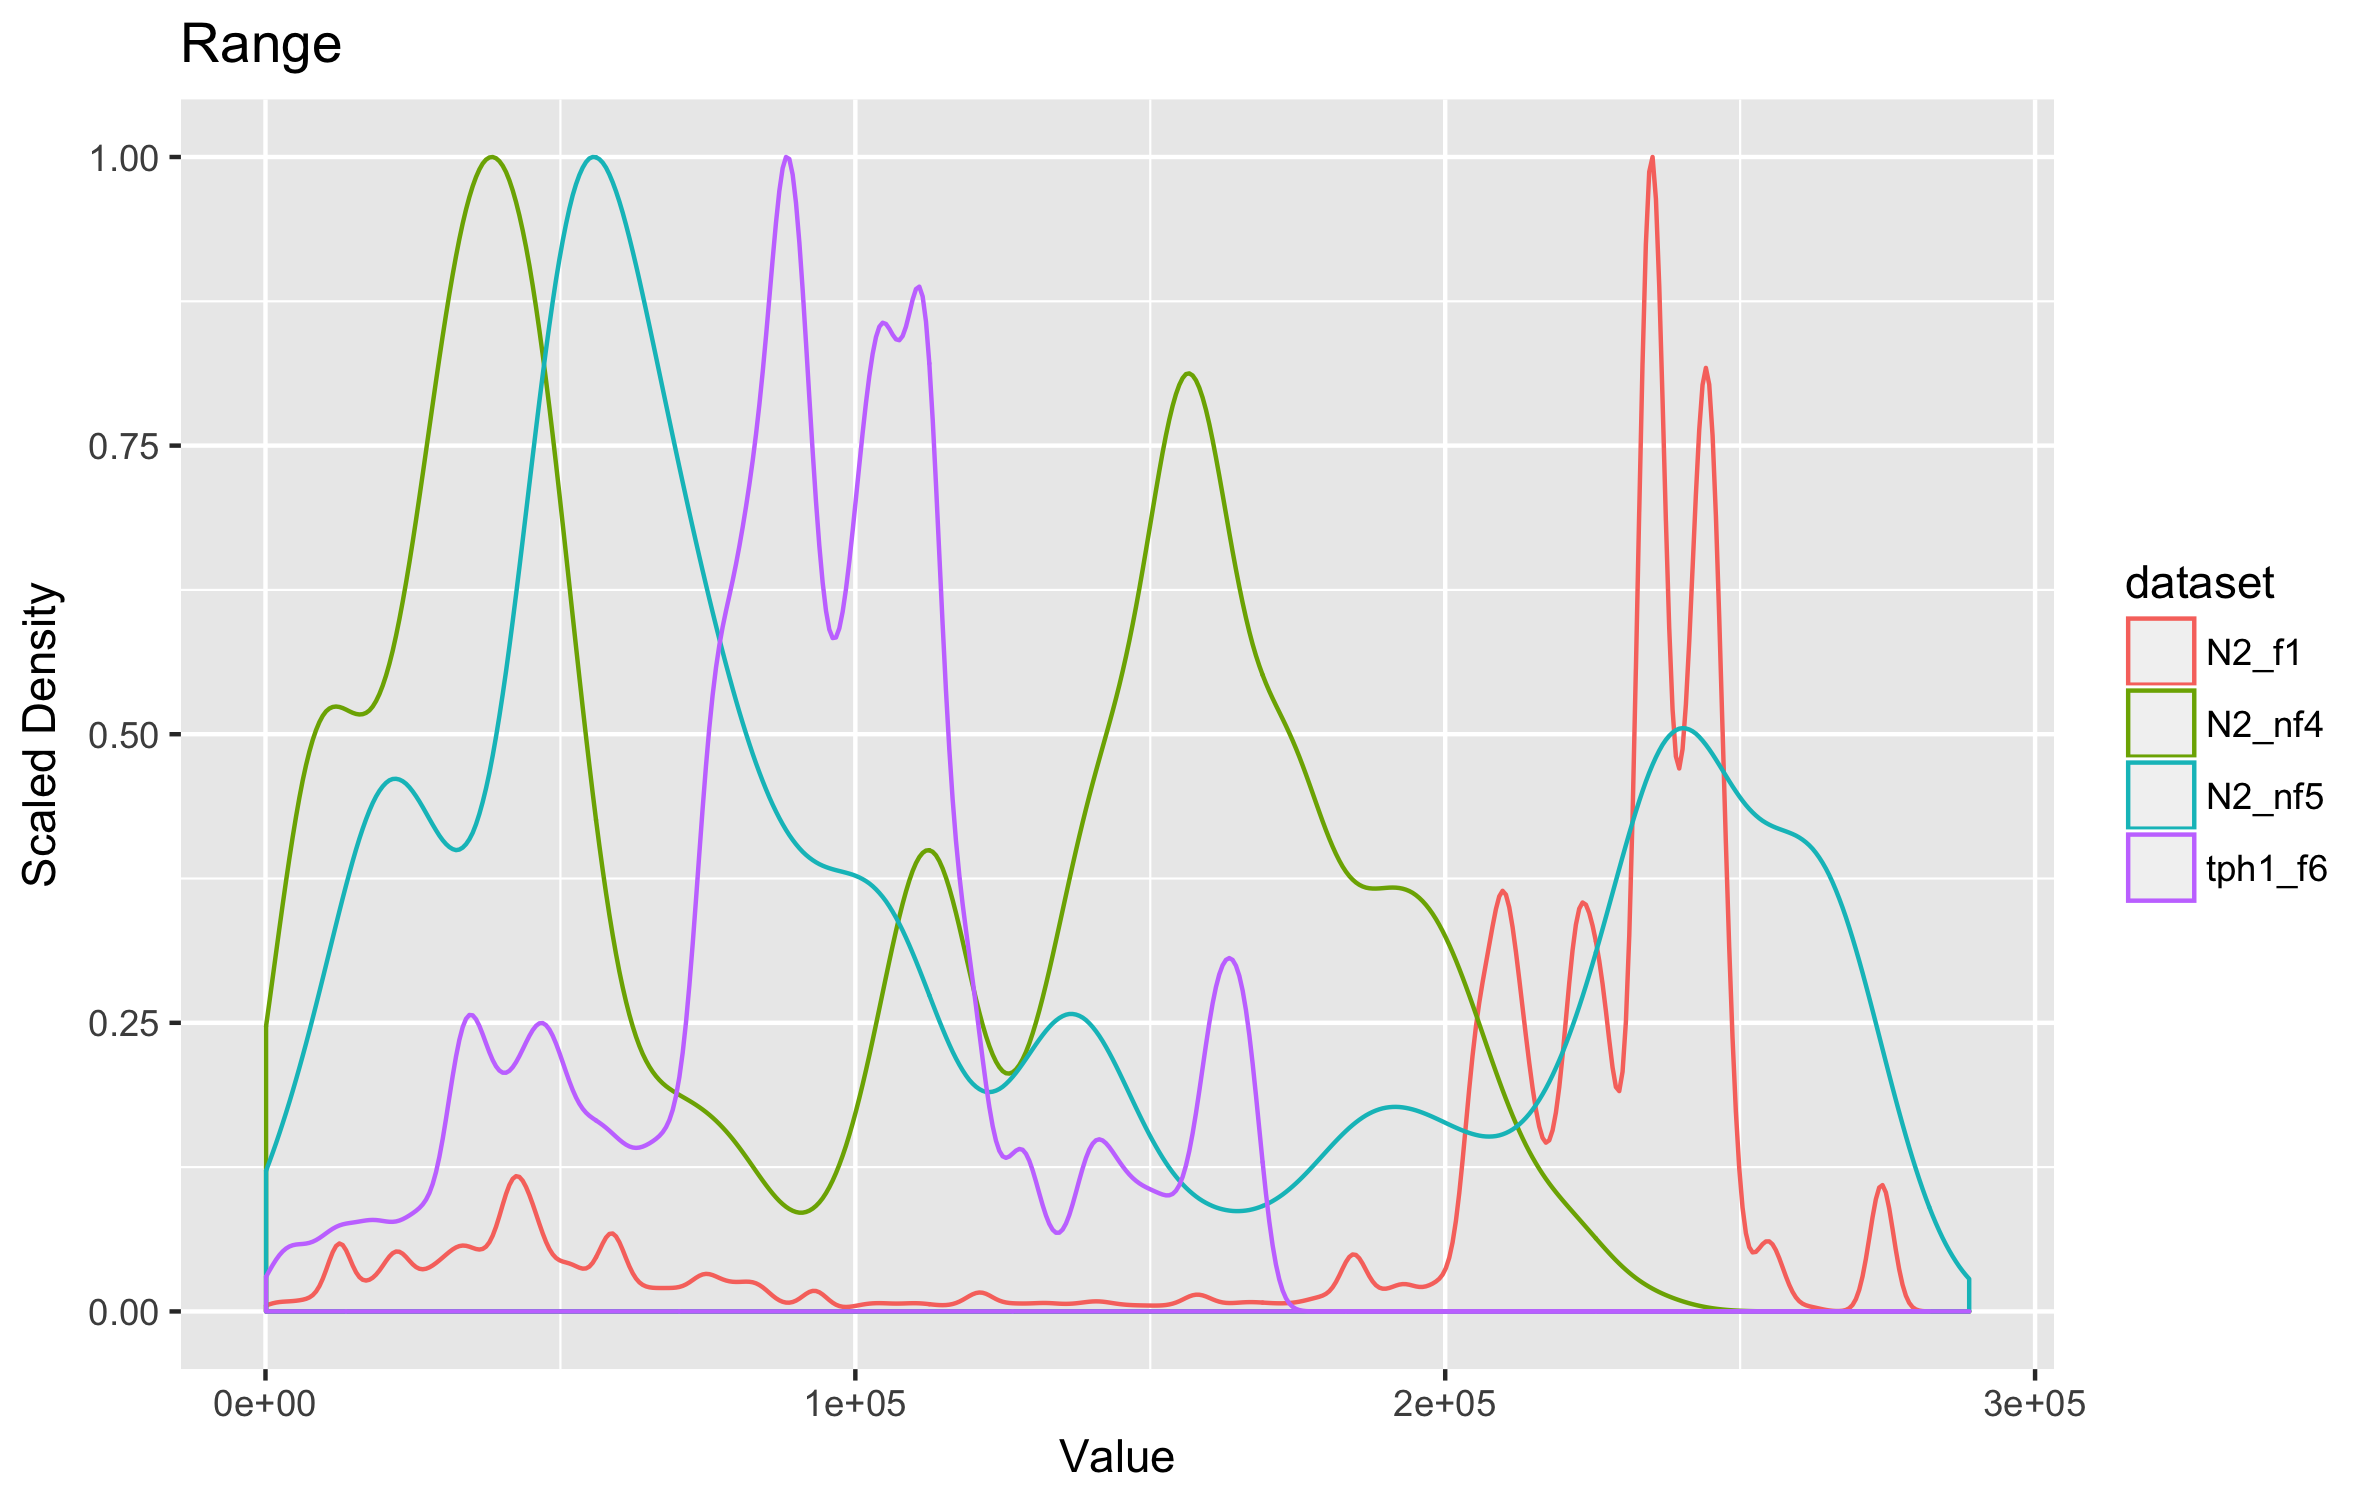 Range
1.00
0.75
0.50
0.25
0.00
Scaled Density
0e+00 1e+05 2e+05 3e+05
Value
dataset
N2_f1
N2_nf4
N2_nf5
tph1_f6